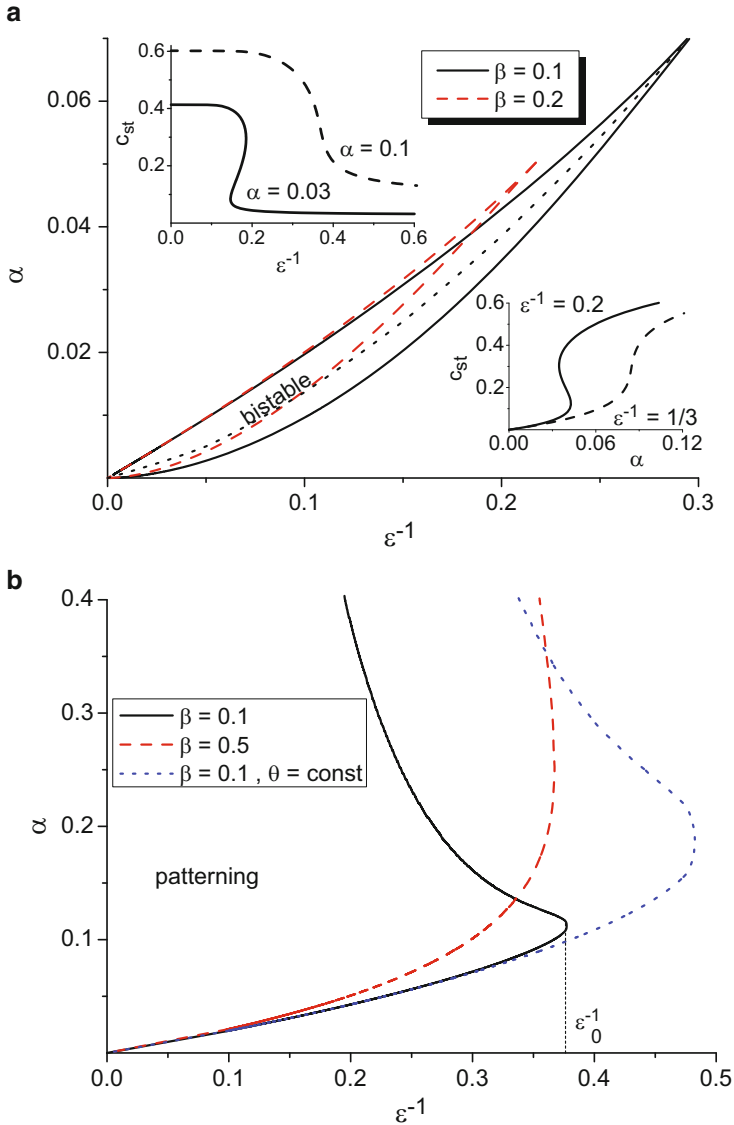 a
β = 0.1
β = 0.2
0.6
0.4
0.2
c_st
α = 0.1
α = 0.03
0.0 0.2 0.4 0.6
ε⁻¹
0.06
0.04
0.02
α
bistable
ε⁻¹ = 0.2
0.6
0.4
0.2
c_st
ε⁻¹ = 1/3
0.00 0.06 0.12
α
0.0 0.1 0.2 0.3
ε⁻¹
b
0.4
0.3
0.2
0.1
α
β = 0.1
β = 0.5
β = 0.1 , θ = const
patterning
ε₀⁻¹
0.0 0.1 0.2 0.3 0.4 0.5
ε⁻¹